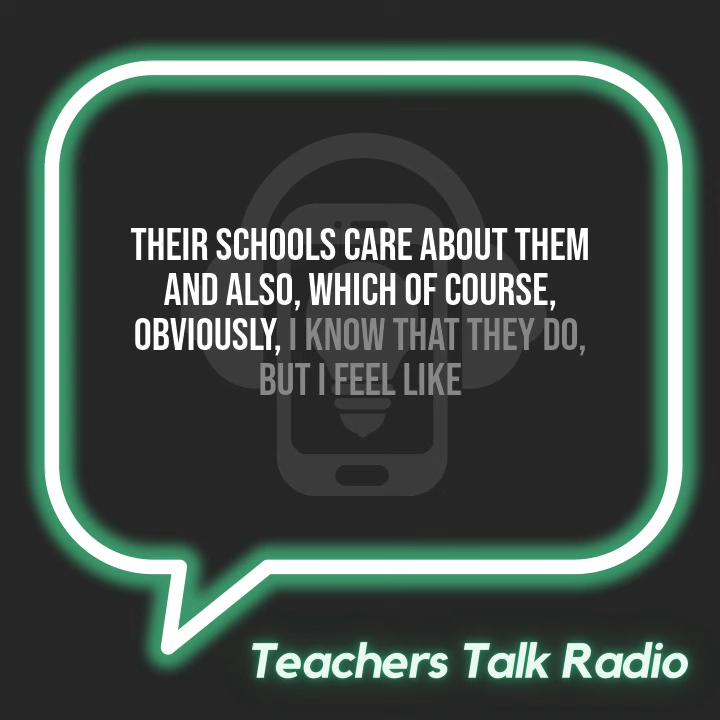 THEIR SCHOOLS CARE ABOUT THEM
AND ALSO, WHICH OF COURSE,
OBVIOUSLY, I KNOW THAT THEY DO,
BUT I FEEL LIKE
Teachers Talk Radio